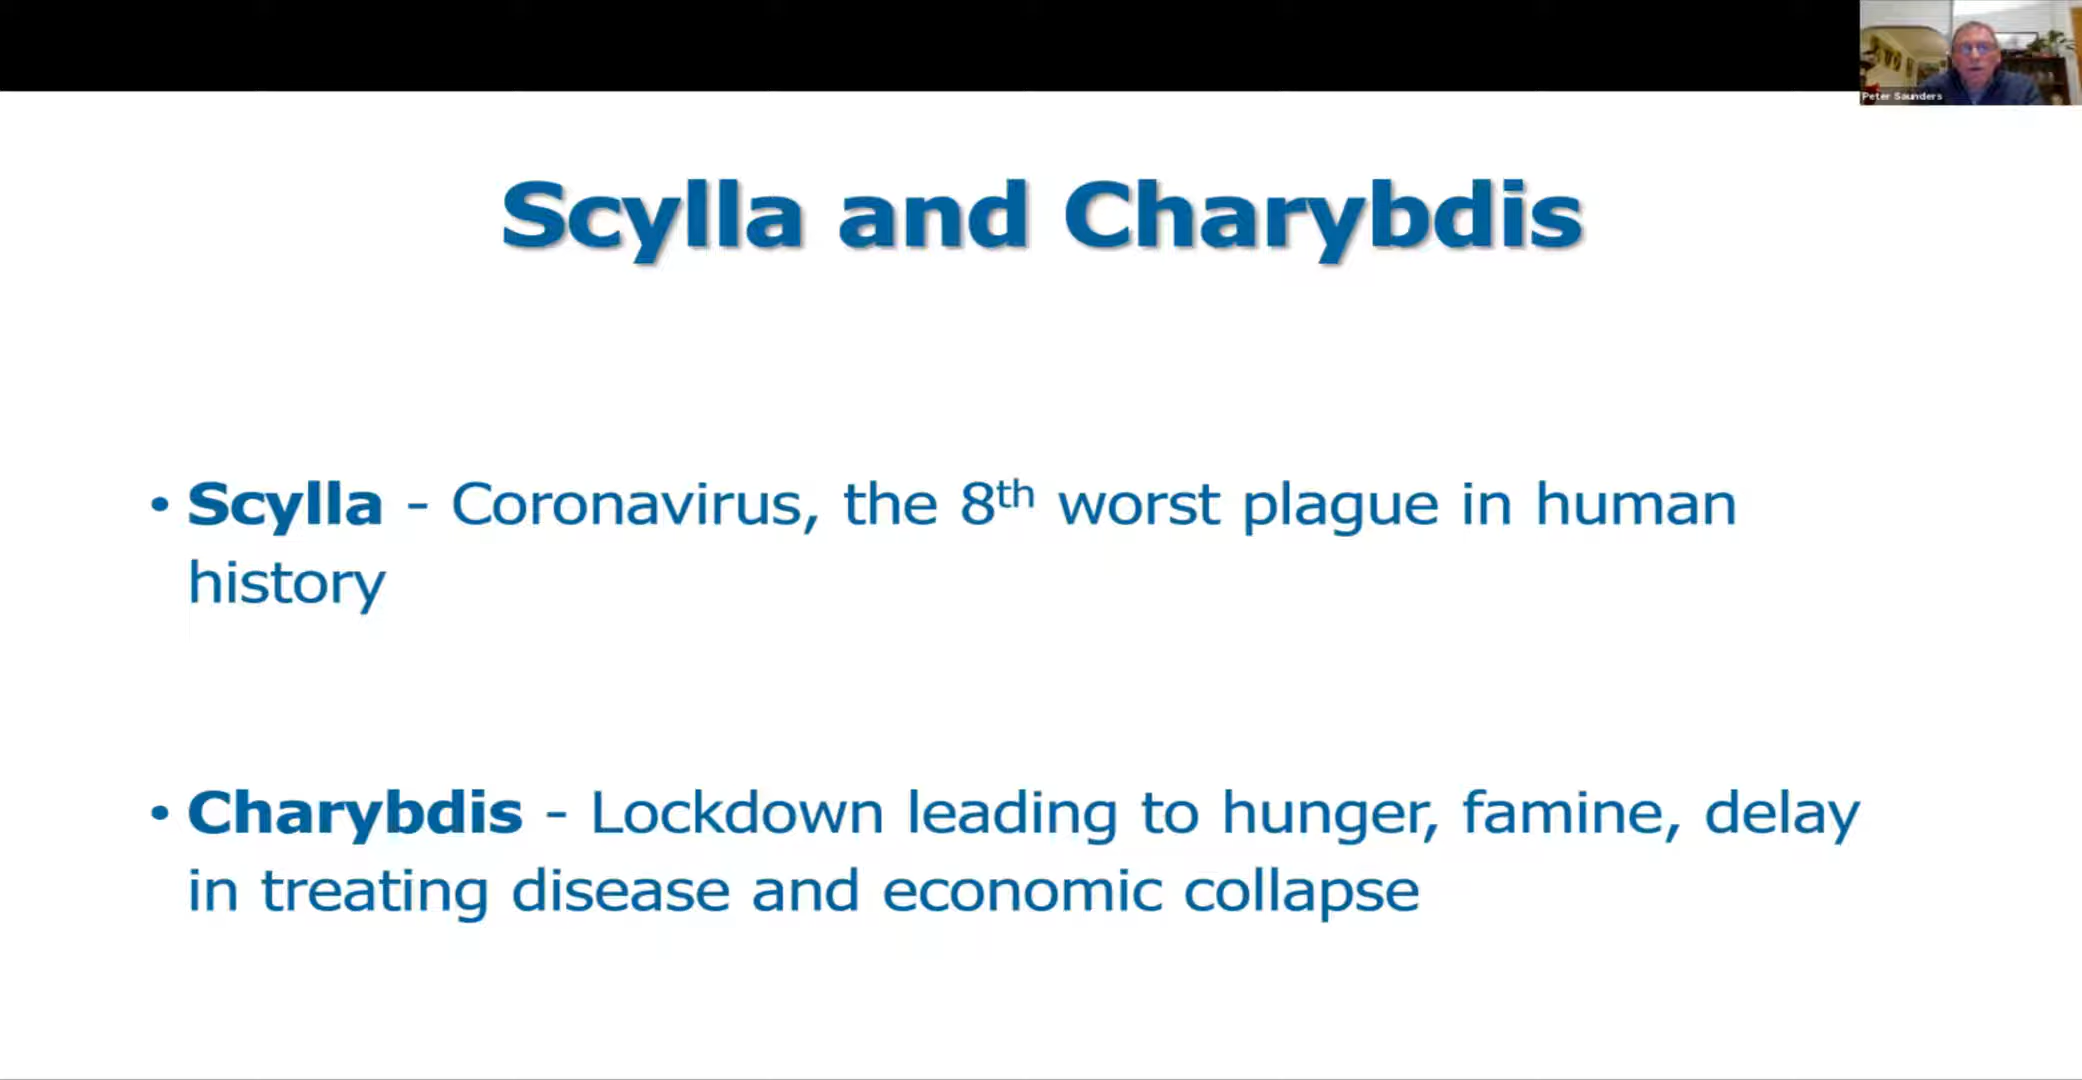 Peter Saunders
Scylla and Charybdis
• Scylla - Coronavirus, the 8th worst plague in human
history
• Charybdis - Lockdown leading to hunger, famine, delay
in treating disease and economic collapse